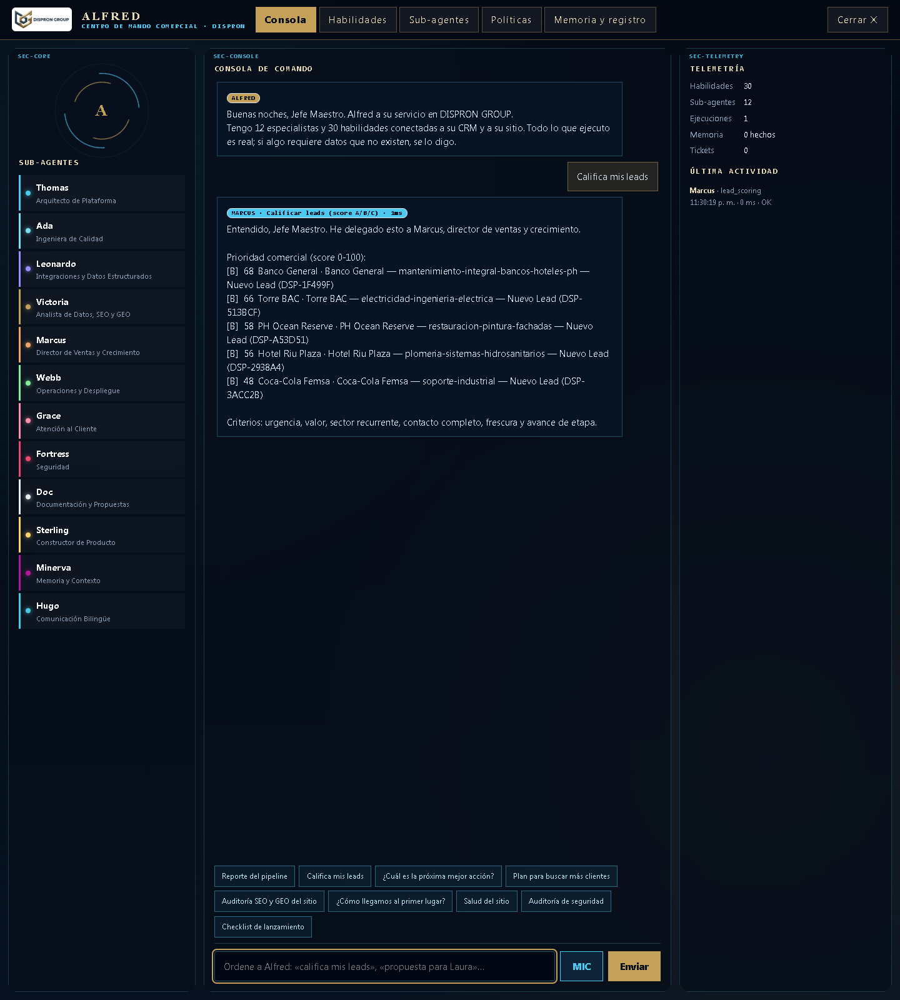 DISPRON GROUP
ALFRED
CENTRO DE MANDO COMERCIAL · DISPRON
Consola
Habilidades
Sub-agentes
Políticas
Memoria y registro
Cerrar ✕
SEC-CORE
A
SUB-AGENTES
Thomas
Arquitecto de Plataforma
Ada
Ingeniera de Calidad
Leonardo
Integraciones y Datos Estructurados
Victoria
Analista de Datos, SEO y GEO
Marcus
Director de Ventas y Crecimiento
Webb
Operaciones y Despliegue
Grace
Atención al Cliente
Fortress
Seguridad
Doc
Documentación y Propuestas
Sterling
Constructor de Producto
Minerva
Memoria y Contexto
Hugo
Comunicación Bilingüe
SEC-CONSOLE
CONSOLA DE COMANDO
ALFRED
Buenas noches, Jefe Maestro. Alfred a su servicio en DISPRON GROUP.
Tengo 12 especialistas y 30 habilidades conectadas a su CRM y a su sitio. Todo lo que ejecuto
es real; si algo requiere datos que no existen, se lo digo.
Califica mis leads
MARCUS · Calificar leads (score A/B/C) · 1ms
Entendido, Jefe Maestro. He delegado esto a Marcus, director de ventas y crecimiento.
Prioridad comercial (score 0-100):
[B] 68 Banco General · Banco General — mantenimiento-integral-bancos-hoteles-ph —
Nuevo Lead (DSP-1F499F)
[B] 66 Torre BAC · Torre BAC — electricidad-ingenieria-electrica — Nuevo Lead (DSP-
513BCF)
[B] 58 PH Ocean Reserve · PH Ocean Reserve — restauracion-pintura-fachadas — Nuevo
Lead (DSP-A53D51)
[B] 56 Hotel Riu Plaza · Hotel Riu Plaza — plomeria-sistemas-hidrosanitarios — Nuevo Lead
(DSP-2938A4)
[B] 48 Coca-Cola Femsa · Coca-Cola Femsa — soporte-industrial — Nuevo Lead (DSP-
3ACC2B)
Criterios: urgencia, valor, sector recurrente, contacto completo, frescura y avance de etapa.
Reporte del pipeline
Califica mis leads
¿Cuál es la próxima mejor acción?
Plan para buscar más clientes
Auditoría SEO y GEO del sitio
¿Cómo llegamos al primer lugar?
Salud del sitio
Auditoría de seguridad
Checklist de lanzamiento
Ordene a Alfred: «califica mis leads», «propuesta para Laura»...
MIC
Enviar
SEC-TELEMETRY
TELEMETRÍA
Habilidades 30
Sub-agentes 12
Ejecuciones 1
Memoria 0 hechos
Tickets 0
ÚLTIMA ACTIVIDAD
Marcus · lead_scoring
11:30:19 p. m. · 0 ms · OK